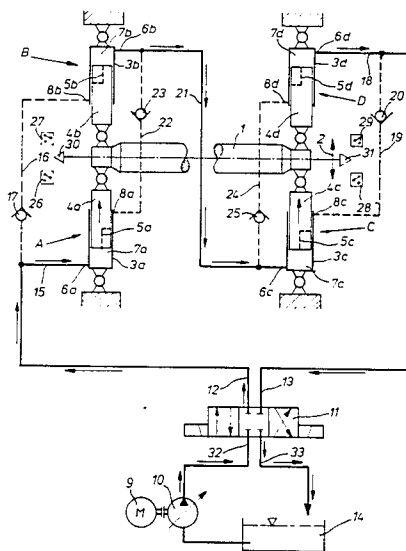 7b 6b 7d 6d
B 3b 3d 18
5b 5d
8b 23 21 8d D 20
27 4b 22 4d 1 2 29
30 31
16 24 19
17 26 4a 8a 25 4c 8c 28
A 5a 5c C
7a 3c
15 6a 3a 6c 7c
12 13
11
32 33
9 10
M
14